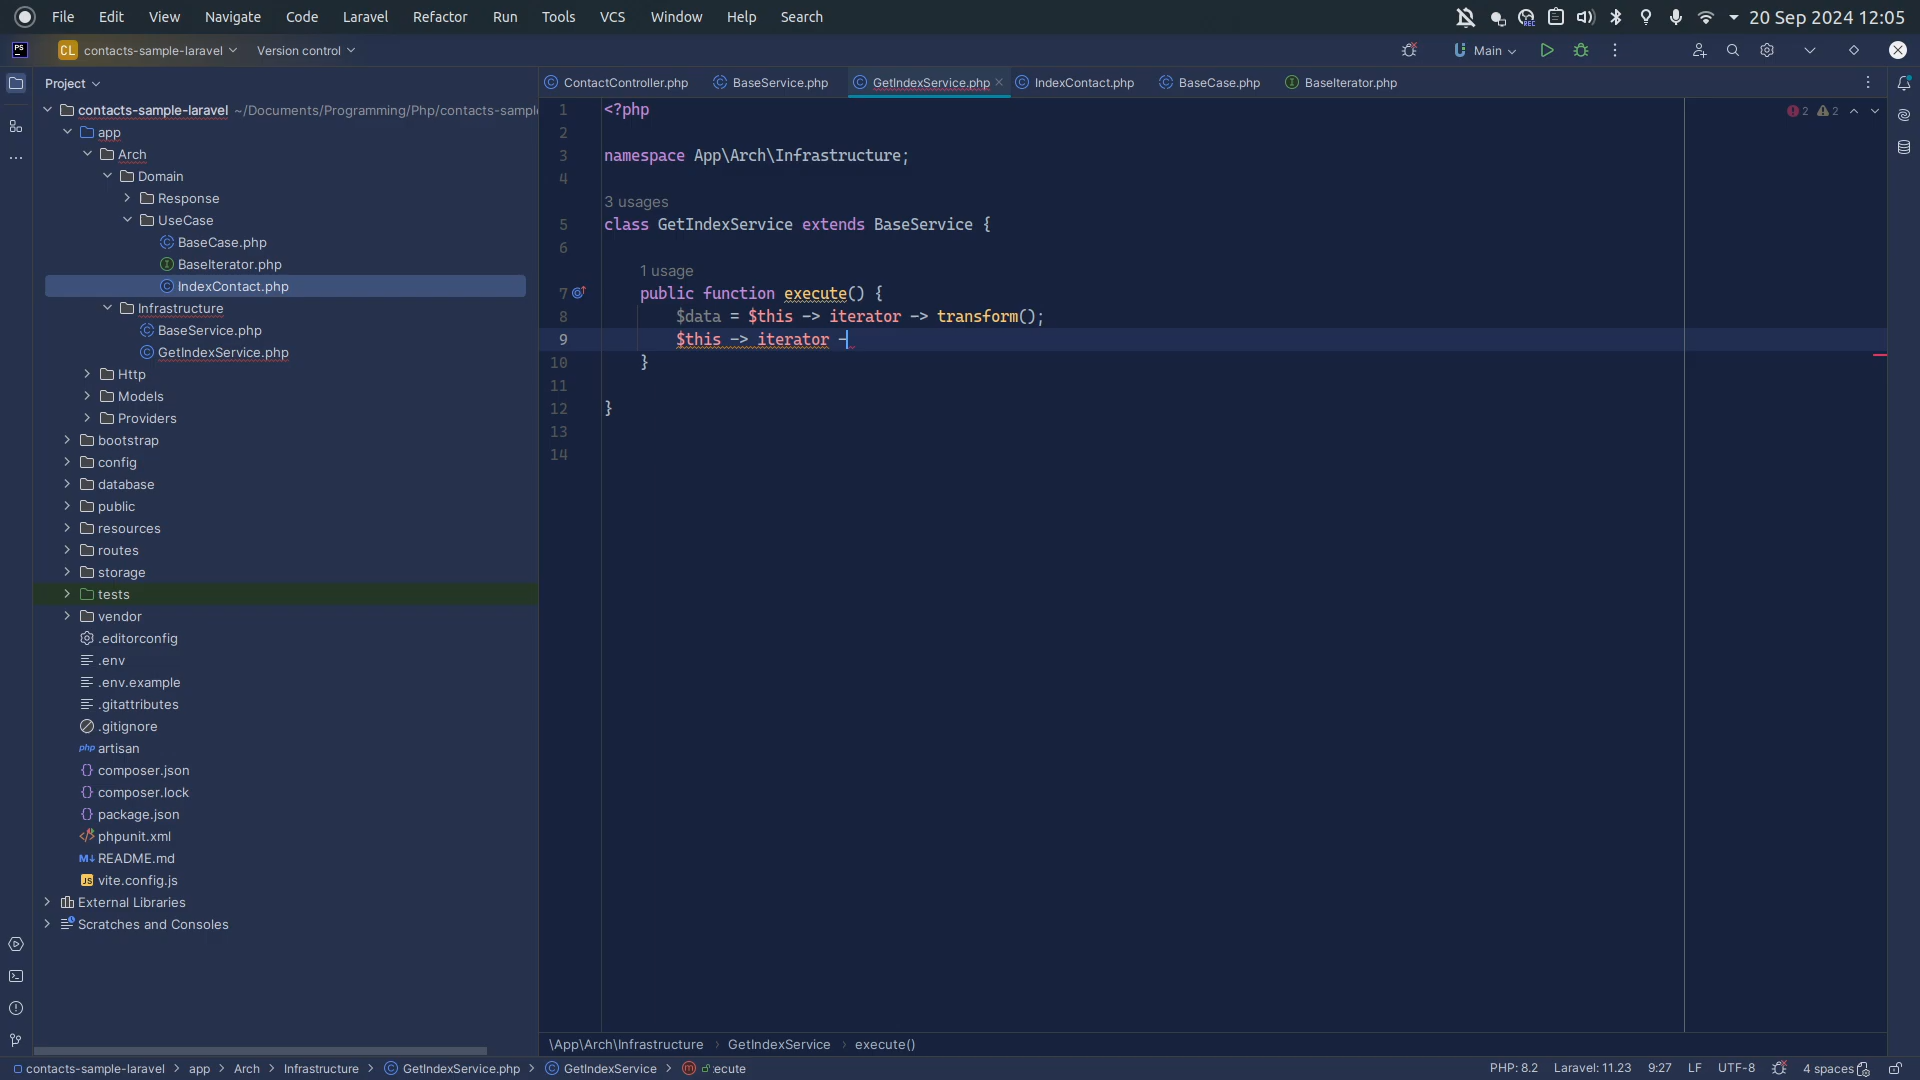 File Edit View Navigate Code Laravel Refactor Run Tools VCS Window Help Search
REC
20 Sep 2024 12:05
PS
CL contacts-sample-laravel Version control
Main
Project
ContactController.php BaseService.php GetIndexService.php IndexContact.php BaseCase.php BaseIterator.php
contacts-sample-laravel ~/Documents/Programming/Php/contacts-sampl
app
Arch
Domain
Response
UseCase
BaseCase.php
BaseIterator.php
IndexContact.php
Infrastructure
BaseService.php
GetIndexService.php
Http
Models
Providers
bootstrap
config
database
public
resources
routes
storage
tests
vendor
.editorconfig
.env
.env.example
.gitattributes
.gitignore
php artisan
composer.json
composer.lock
package.json
phpunit.xml
M↓ README.md
JS vite.config.js
External Libraries
Scratches and Consoles
1 <?php
2
3 namespace App\Arch\Infrastructure;
4
3 usages
5 class GetIndexService extends BaseService {
6
1 usage
7 public function execute() {
8 $data = $this -> iterator -> transform();
9 $this -> iterator -
10 }
11
12 }
13
14
2 2
\App\Arch\Infrastructure › GetIndexService › execute()
contacts-sample-laravel > app > Arch > Infrastructure > GetIndexService.php > GetIndexService > m execute
PHP: 8.2 Laravel: 11.23 9:27 LF UTF-8 4 spaces